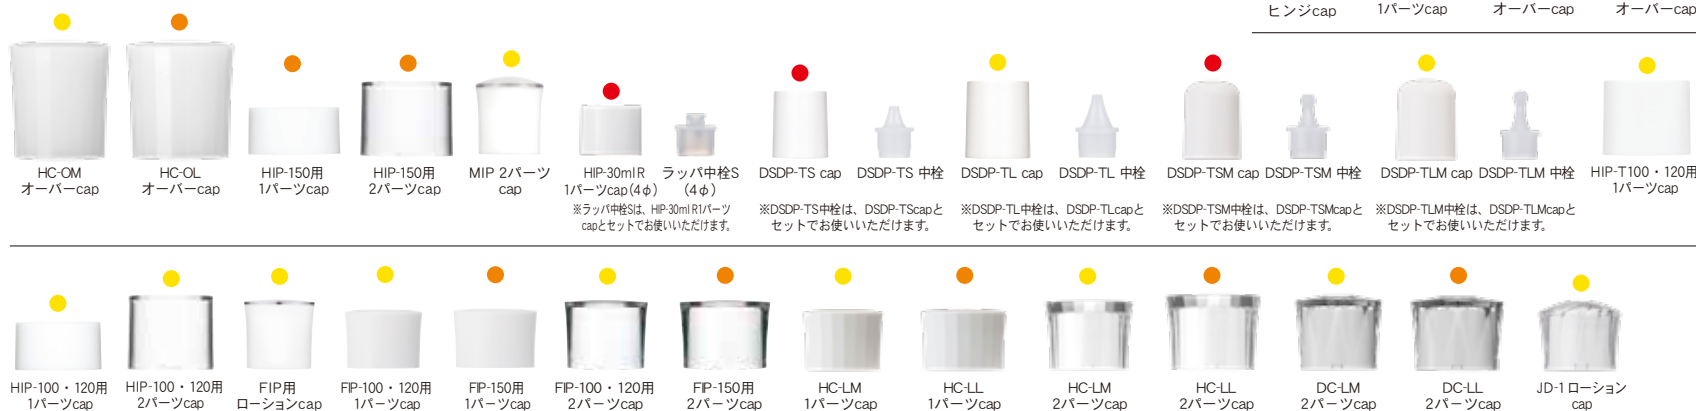 ヒンジcap
1パーツcap
オーバーcap
オーバーcap
HC-OM
オーバーcap
HC-OL
オーバーcap
HIP-150用
1パーツcap
HIP-150用
2パーツcap
MIP 2パーツ
cap
HIP-30ml R
1パーツcap(4φ)
ラッパ中栓S
(4φ)
※ラッパ中栓Sは、HIP-30ml R1パーツ
capとセットでお使いいただけます。
DSDP-TS cap
DSDP-TS 中栓
※DSDP-TS中栓は、DSDP-TScapと
セットでお使いいただけます。
DSDP-TL cap
DSDP-TL 中栓
※DSDP-TL中栓は、DSDP-TLcapと
セットでお使いいただけます。
DSDP-TSM cap
DSDP-TSM 中栓
※DSDP-TSM中栓は、DSDP-TSMcapと
セットでお使いいただけます。
DSDP-TLM cap
DSDP-TLM 中栓
※DSDP-TLM中栓は、DSDP-TLMcapと
セットでお使いいただけます。
HIP-T100・120用
1パーツcap
HIP-100・120用
1パーツcap
HIP-100・120用
2パーツcap
FIP用
ローションcap
FIP-100・120用
1パーツcap
FIP-150用
1パーツcap
FIP-100・120用
2パーツcap
FIP-150用
2パーツcap
HC-LM
1パーツcap
HC-LL
1パーツcap
HC-LM
2パーツcap
HC-LL
2パーツcap
DC-LM
2パーツcap
DC-LL
2パーツcap
JD-1 ローション
cap